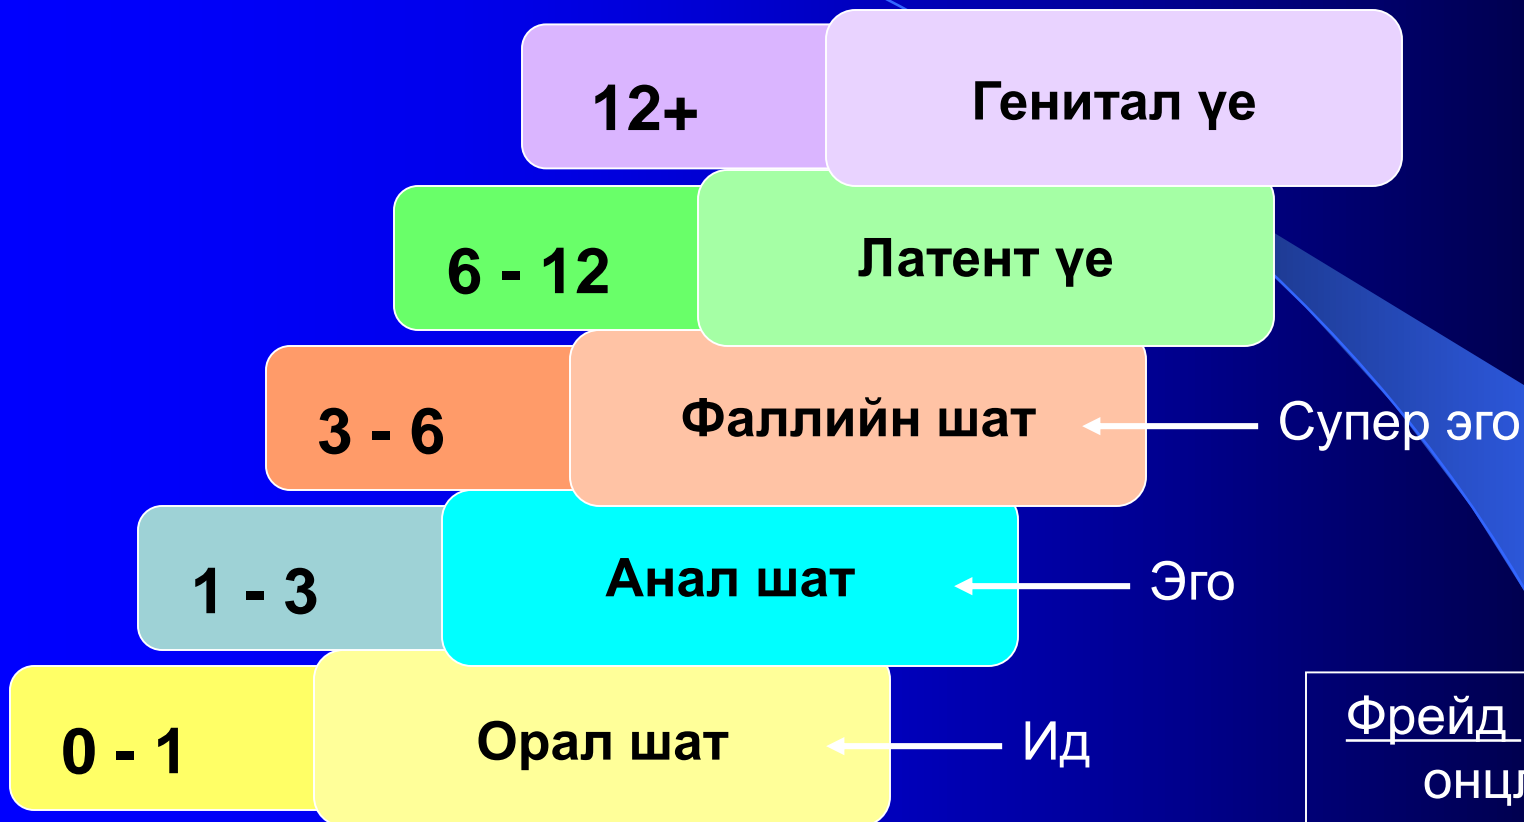 12+ Генитал үе
6 - 12 Латент үе
3 - 6 Фаллийн шат Супер эго
1 - 3 Анал шат Эго
0 - 1 Орал шат Ид
Фрейд